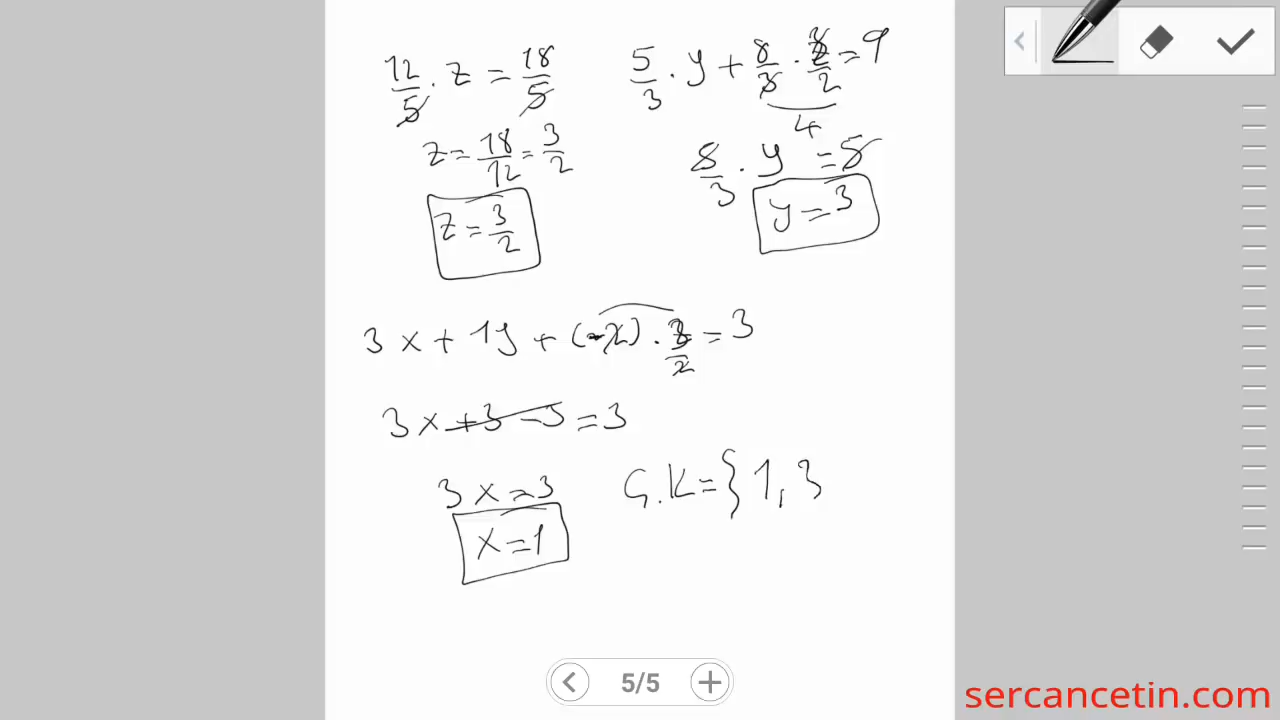 12/5 · z = 18/5
z = 18/12 = 3/2
z = 3/2
5/3 · y + 8/3 · 3/2 = 9
4
5/3 · y = 5
y = 3
3x + 1y + (-2) · 3/2 = 3
3x + 3 - 3 = 3
3x = 3
x = 1
Ç.K = { 1, 3
5/5
sercancetin.com